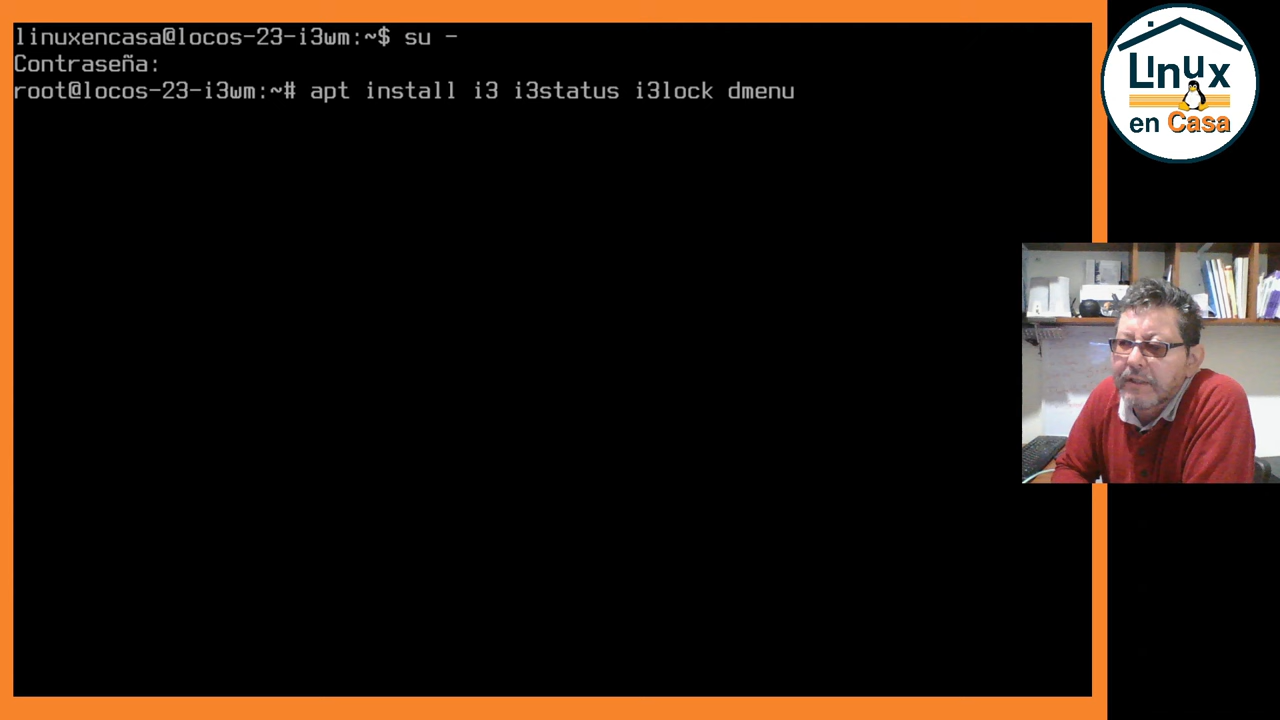 linuxencasa@locos-23-i3wm:~$ su -
Contraseña:
root@locos-23-i3wm:~# apt install i3 i3status i3lock dmenu
Linux
en Casa